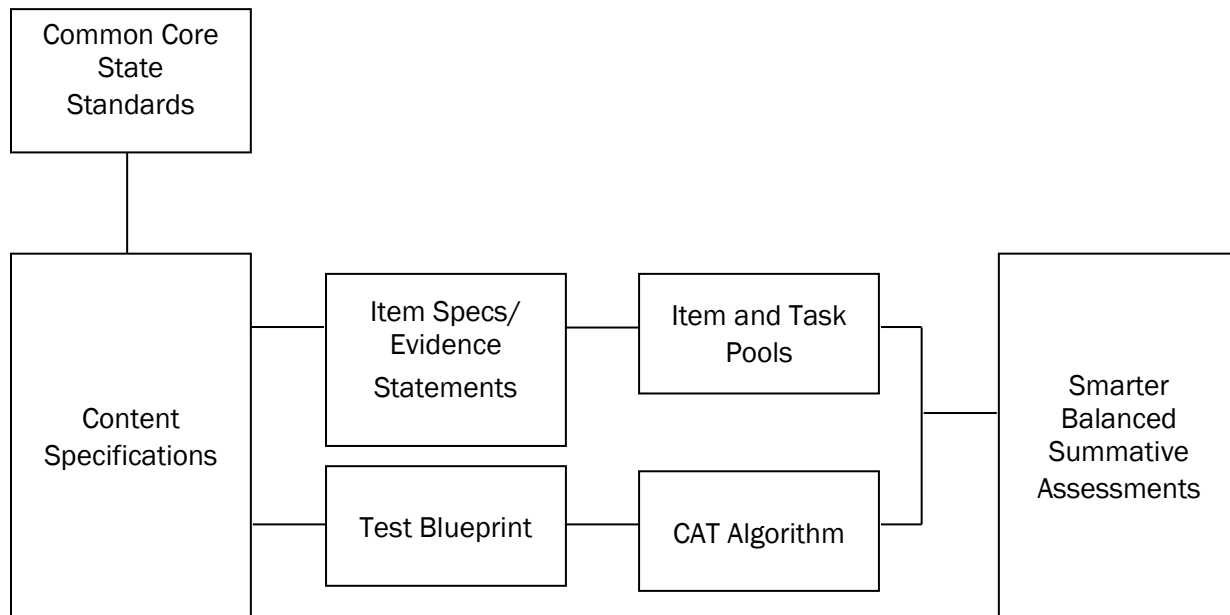 Common Core
State
Standards
Content
Specifications
Item Specs/
Evidence
Statements
Item and Task
Pools
Test Blueprint
CAT Algorithm
Smarter
Balanced
Summative
Assessments